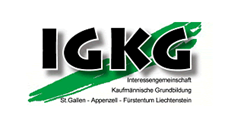 IGKG
Interessengemeinschaft
Kaufmännische Grundbildung
St.Gallen - Appenzell - Fürstentum Liechtenstein